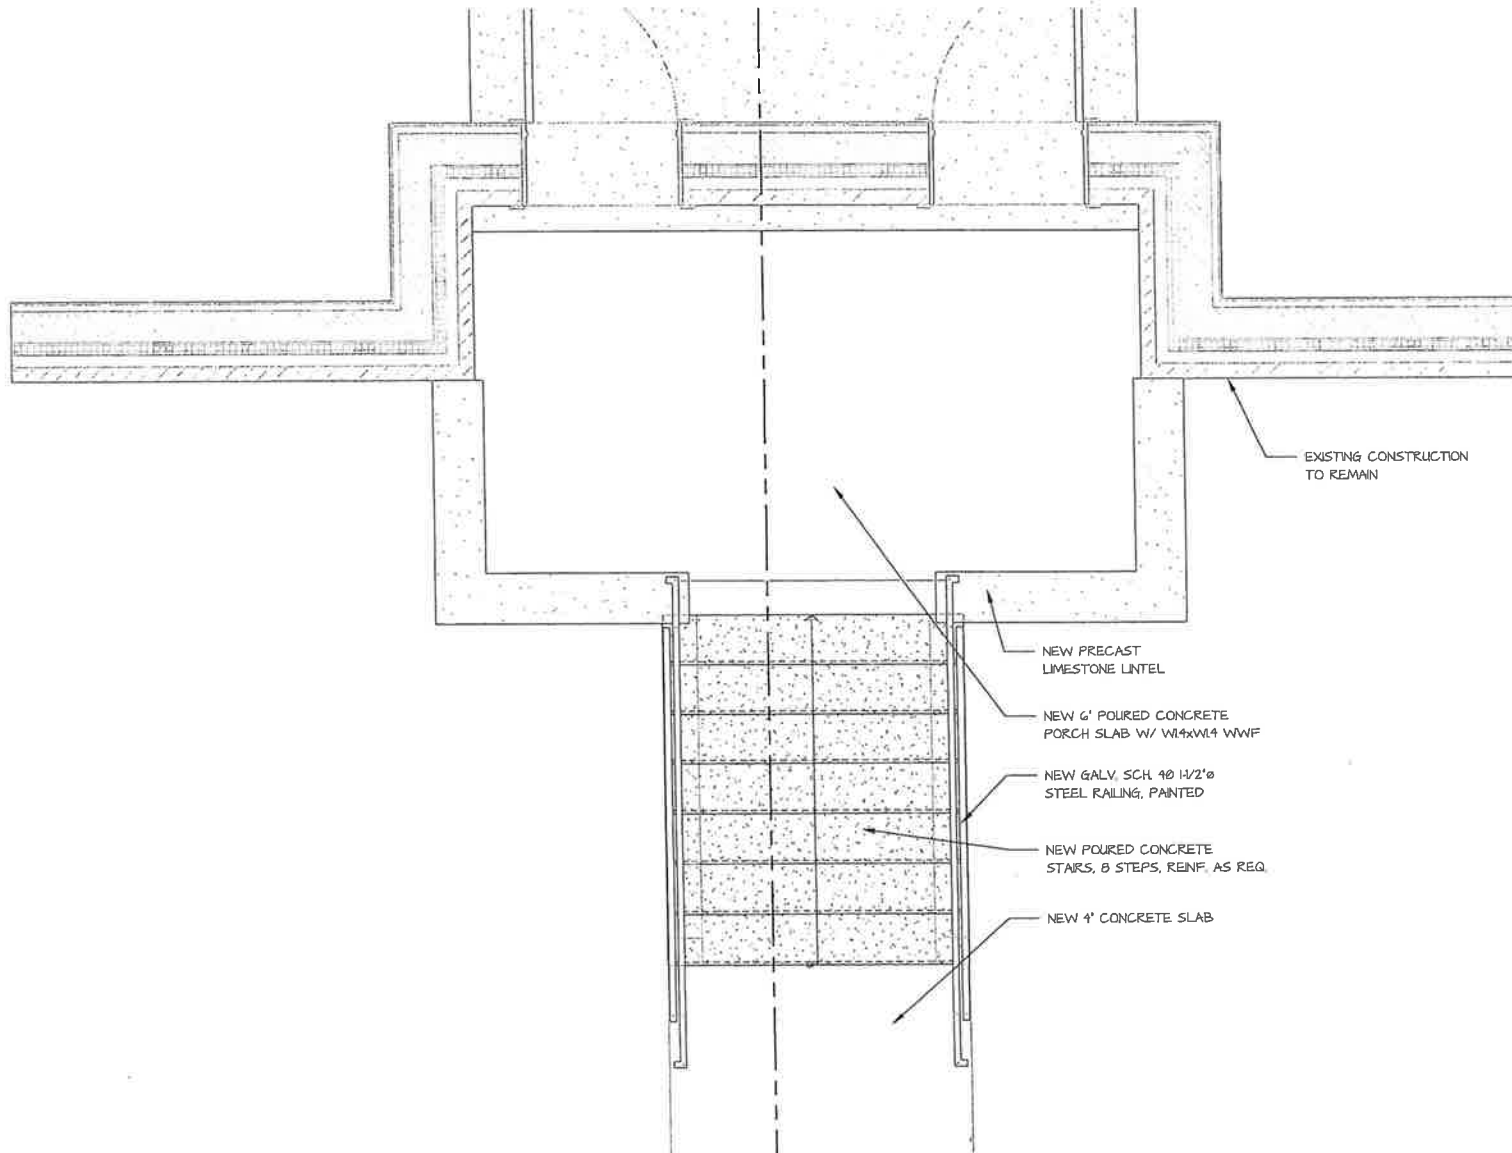 EXISTING CONSTRUCTION
TO REMAIN
NEW PRECAST
LIMESTONE LINTEL
NEW 6" POURED CONCRETE
PORCH SLAB W/ W1.4xW1.4 WWF
NEW GALV. SCH. 40 1-1/2"ø
STEEL RAILING, PAINTED
NEW POURED CONCRETE
STAIRS, 8 STEPS, REINF. AS REQ.
NEW 4" CONCRETE SLAB